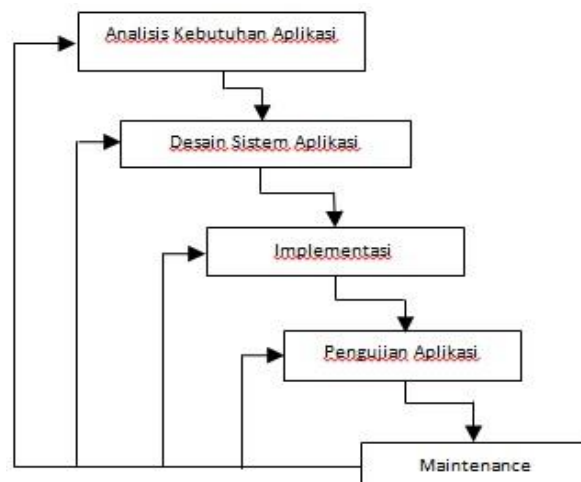 Analisis Kebutuhan Aplikasi
Desain Sistem Aplikasi
Implementasi
Pengujian Aplikasi
Maintenance